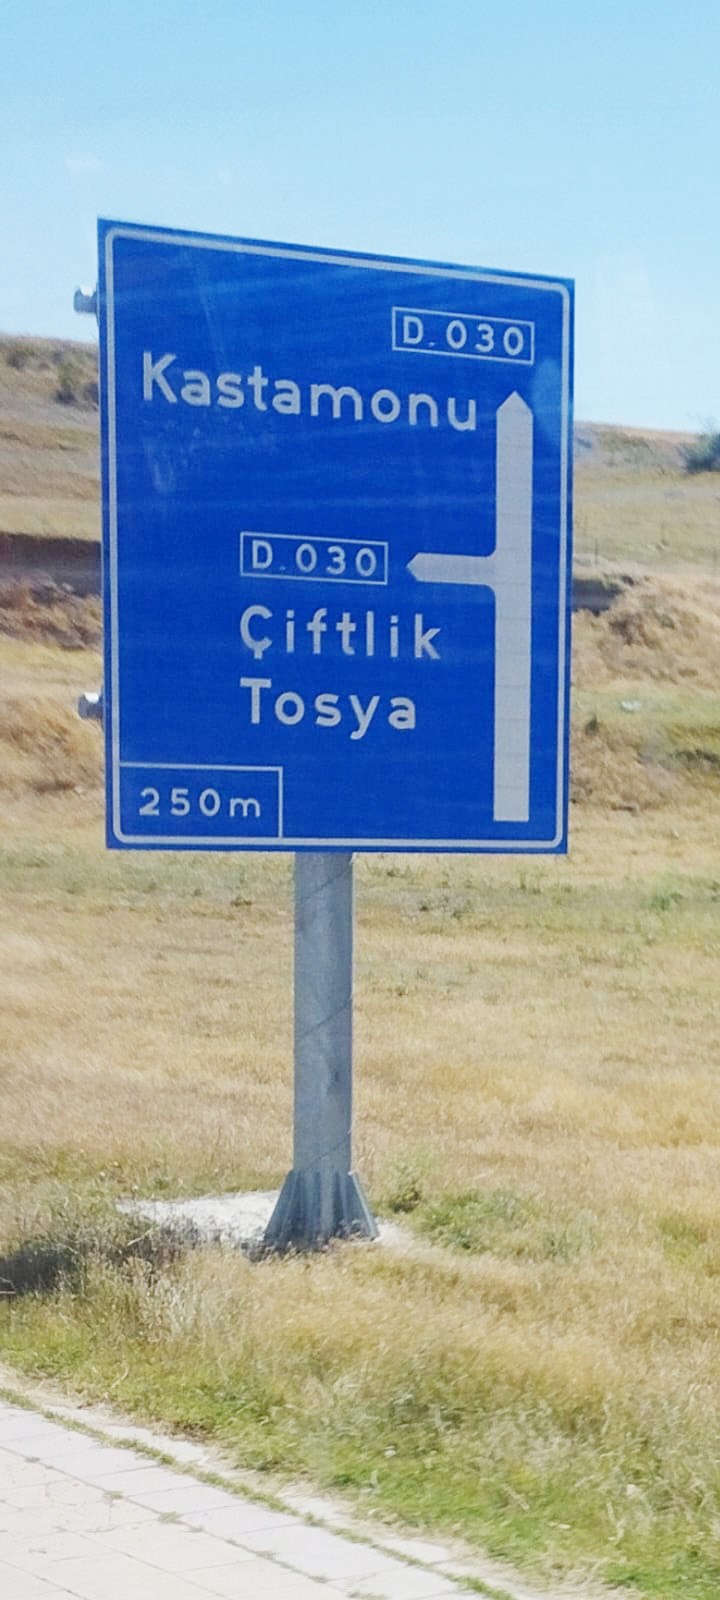 D.030
Kastamonu
D.030
Çiftlik
Tosya
250m